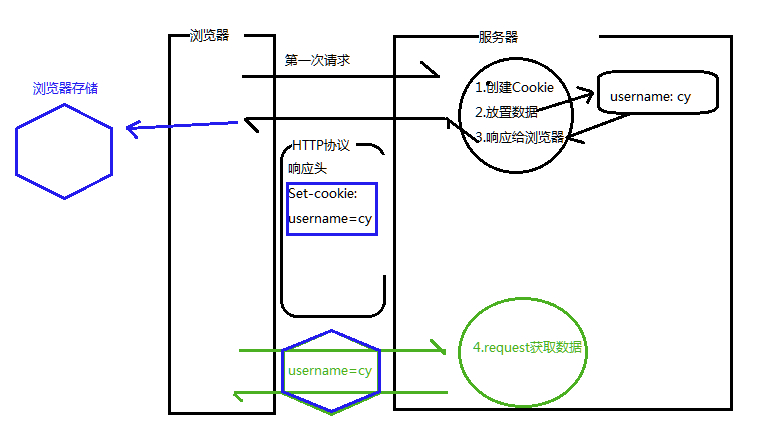 浏览器
服务器
第一次请求
浏览器存储
1.创建Cookie
2.放置数据
3.响应给浏览器
username: cy
HTTP协议
响应头
Set-cookie:
username=cy
4.request获取数据
username=cy